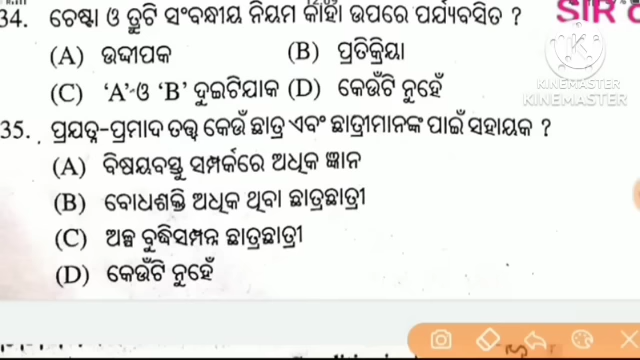 34. ଚେଷ୍ଟା ଓ ତ୍ରୁଟି ସଂବନ୍ଧୀୟ ନିୟମ କାହା ଉପରେ ପର୍ଯ୍ୟବସିତ ? SIR
(A) ଉଦ୍ଦୀପକ (B) ପ୍ରତିକ୍ରିୟା
(C) ‘A’ ଓ ‘B’ ଦୁଇଟିଯାକ (D) କେଉଁଟି ନୁହେଁ
KINEMASTER
KINEMASTER
35. ପ୍ରଯତ୍ନ-ପ୍ରମାଦ ତତ୍ତ୍ୱ କେଉଁ ଛାତ୍ର ଏବଂ ଛାତ୍ରୀମାନଙ୍କ ପାଇଁ ସହାୟକ ?
(A) ବିଷୟବସ୍ତୁ ସମ୍ପର୍କରେ ଅଧିକ ଜ୍ଞାନ
(B) ବୋଧଶକ୍ତି ଅଧିକ ଥିବା ଛାତ୍ରଛାତ୍ରୀ
(C) ଅଳ୍ପ ବୁଦ୍ଧିସମ୍ପନ୍ନ ଛାତ୍ରଛାତ୍ରୀ
(D) କେଉଁଟି ନୁହେଁ